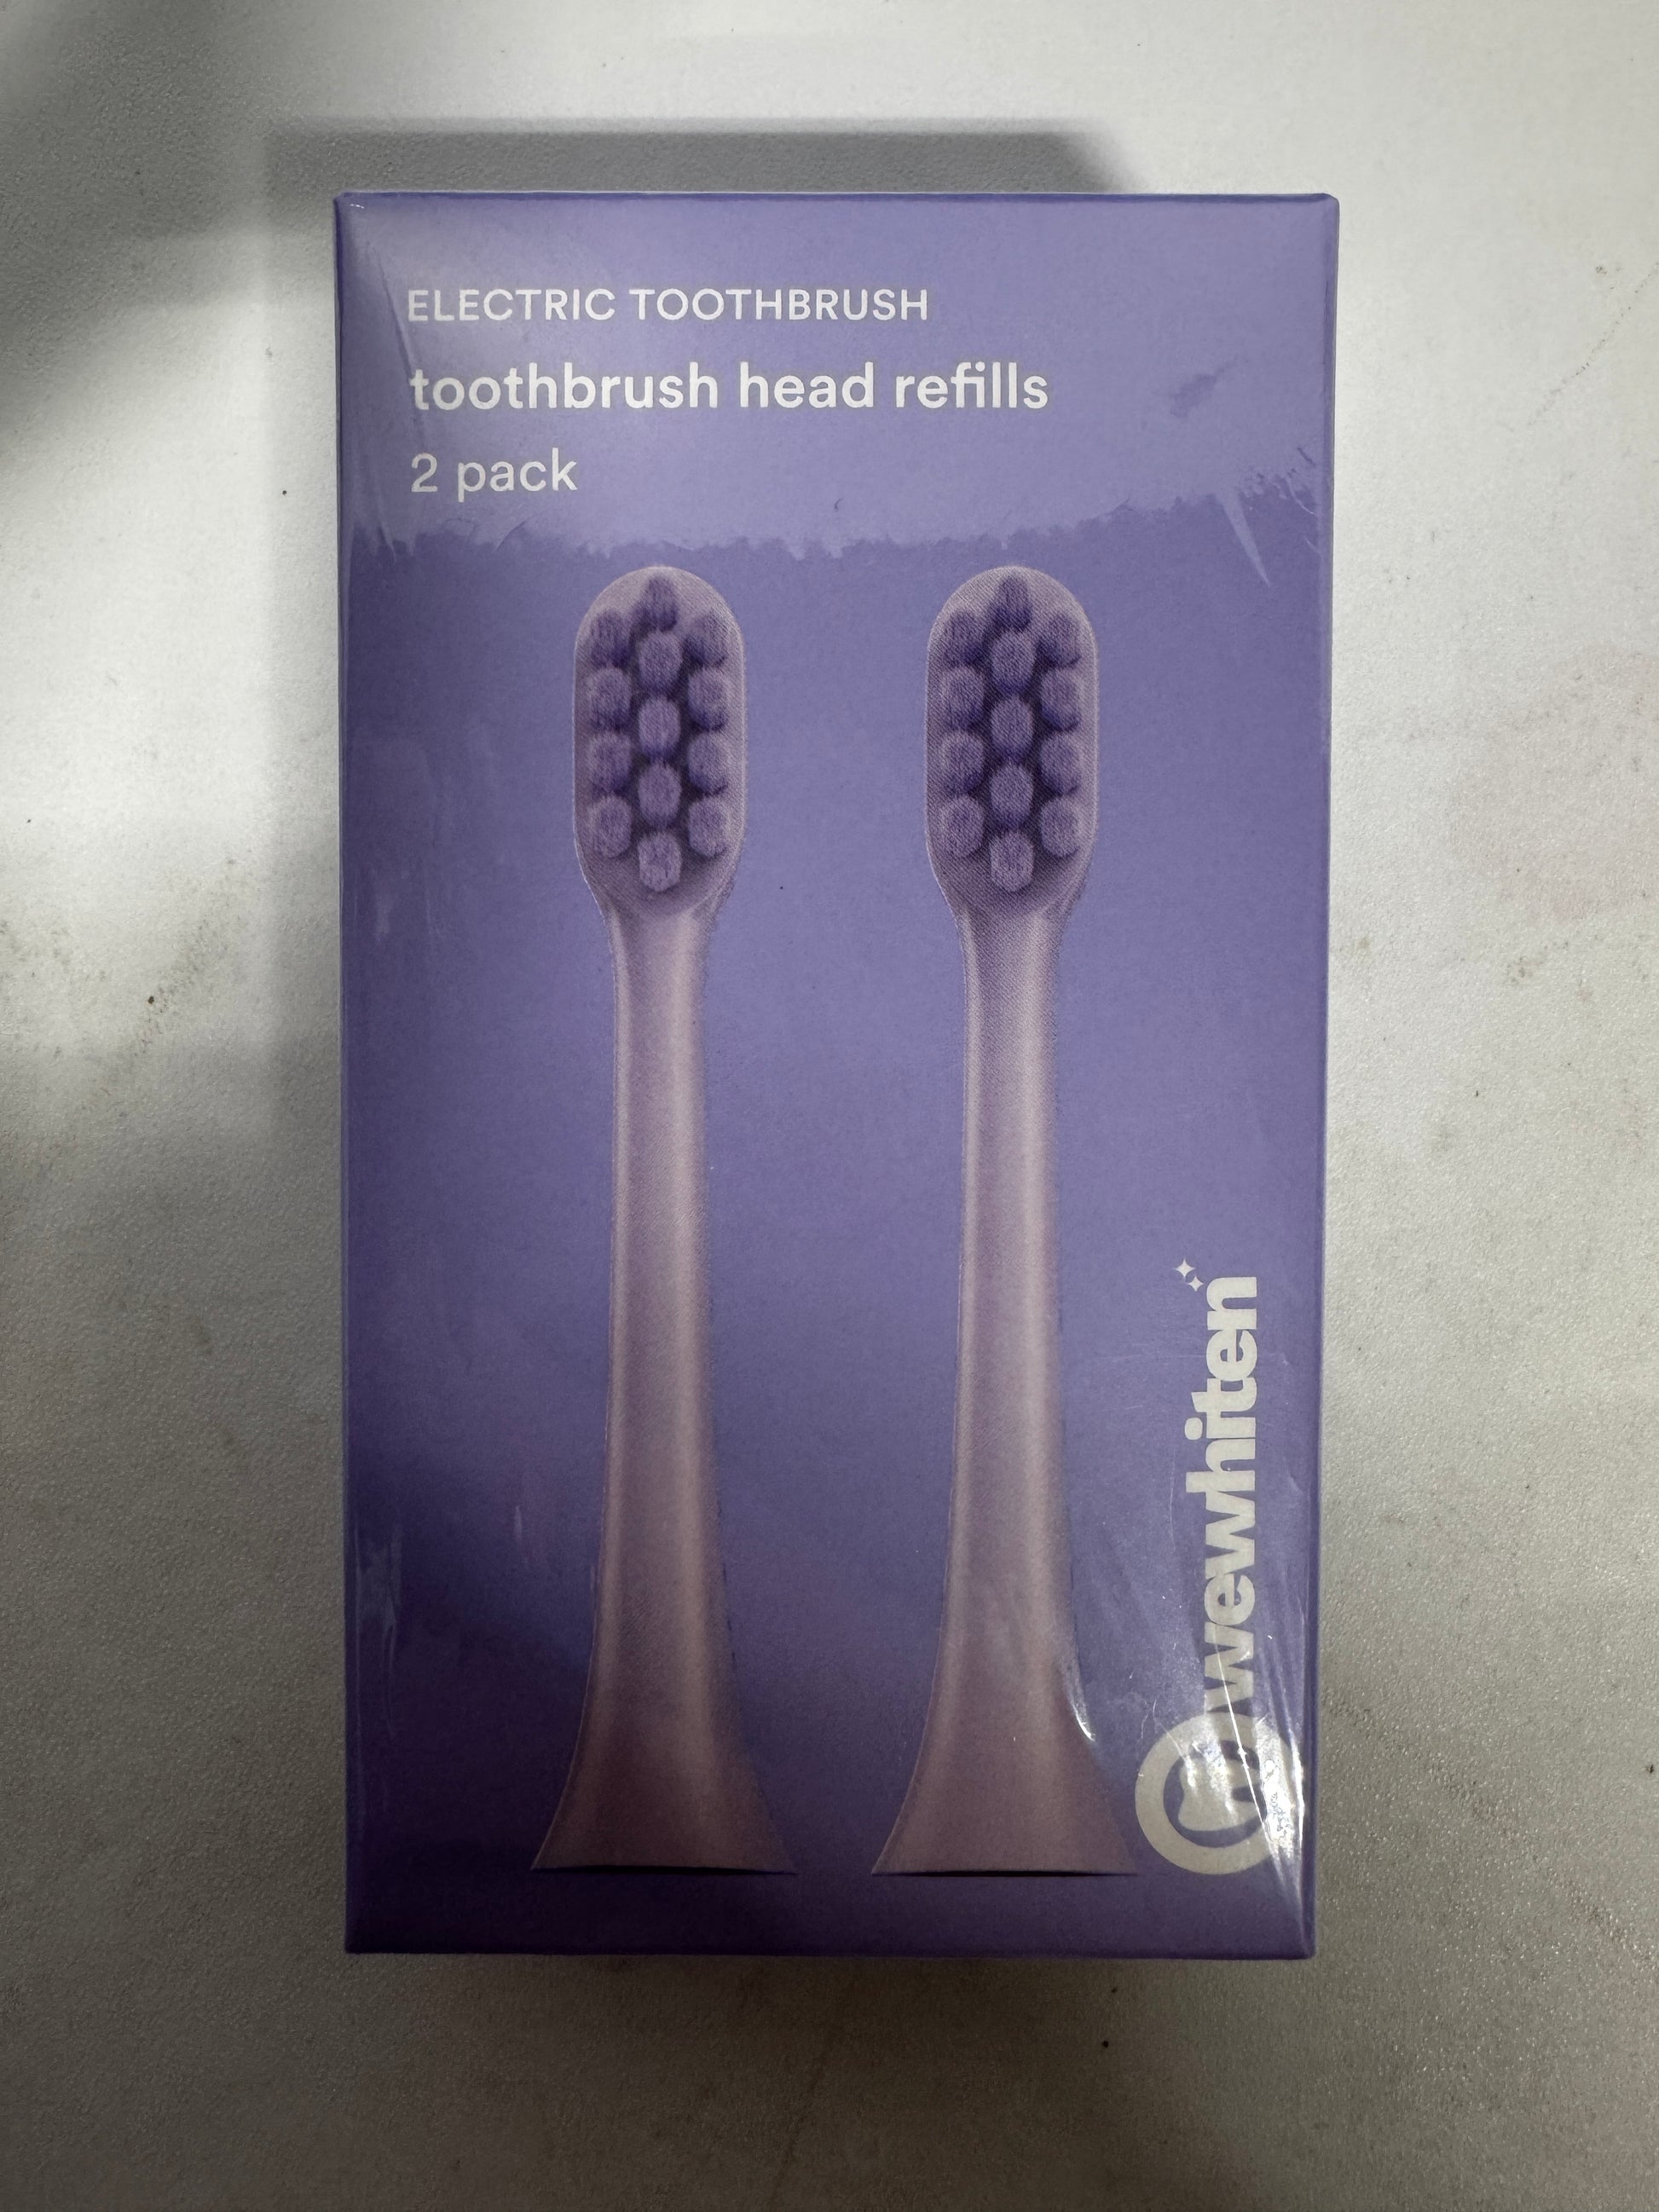 ELECTRIC TOOTHBRUSH
toothbrush head refills
2 pack
wewhiten